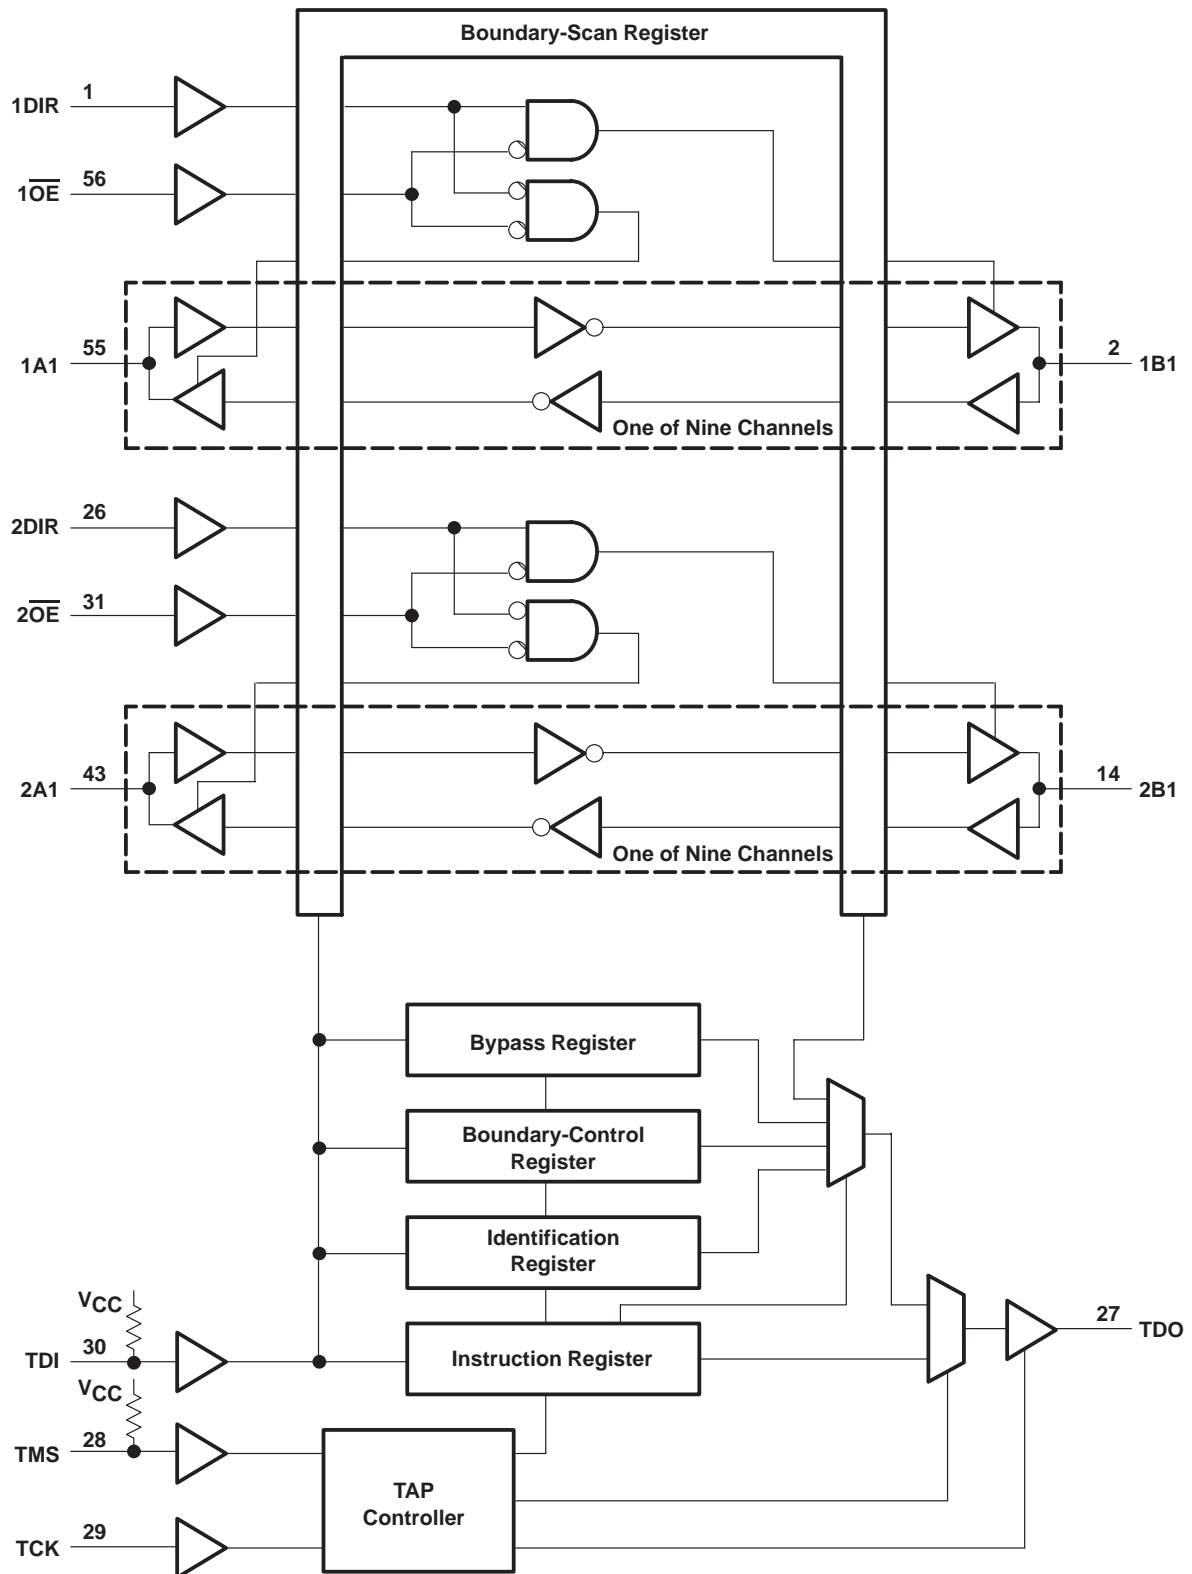 Boundary-Scan Register
1DIR 1
1OE 56
1A1 55
2 1B1
One of Nine Channels
2DIR 26
2OE 31
2A1 43
14 2B1
One of Nine Channels
Bypass Register
Boundary-Control
Register
Identification
Register
VCC
TDI 30
Instruction Register
27 TDO
VCC
TMS 28
TAP
Controller
TCK 29